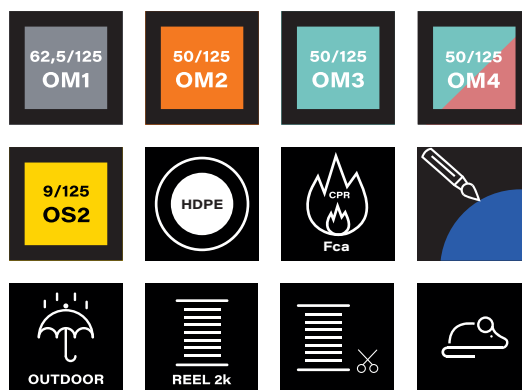 62,5/125
OM1
50/125
OM2
50/125
OM3
50/125
OM4
9/125
OS2
HDPE
CPR
Fca
OUTDOOR
REEL 2k